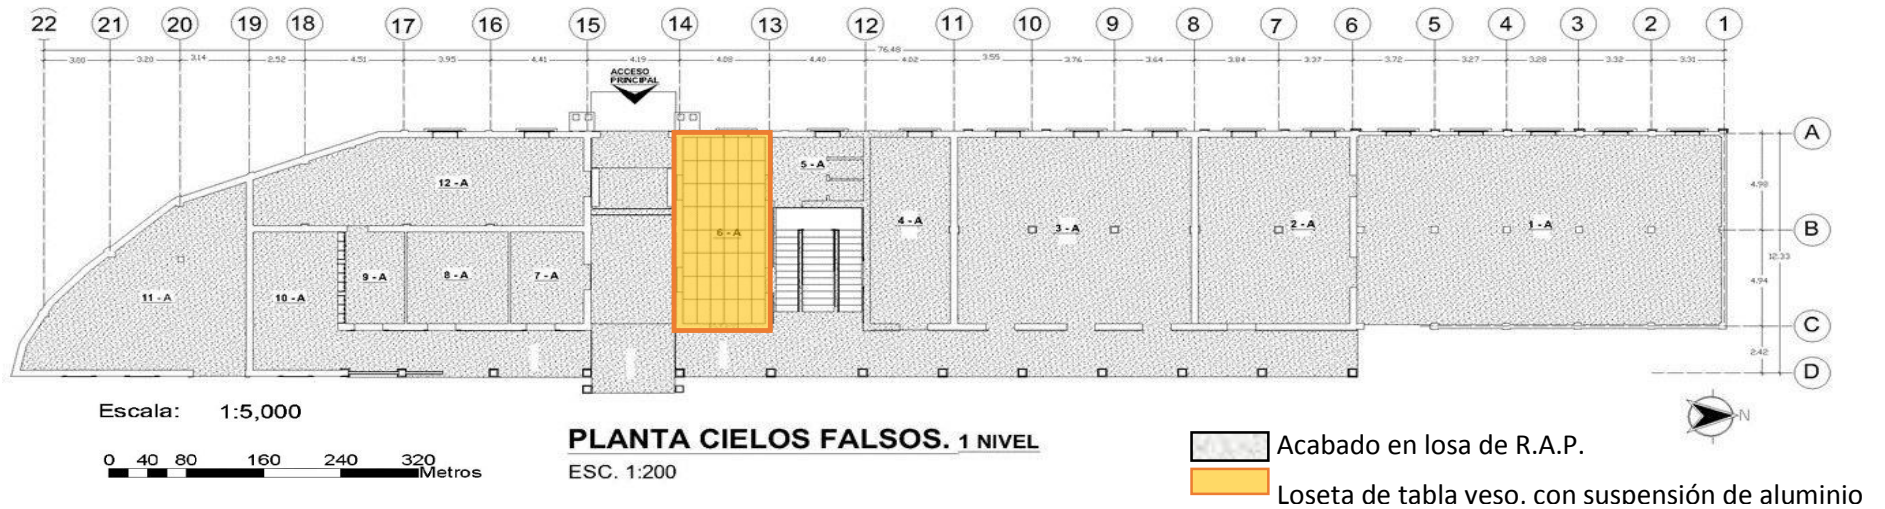 22 21 20 19 18 17 16 15 14 13 12 11 10 9 8 7 6 5 4 3 2 1
76.48
3.00 3.20 3.14 2.52 4.51 3.95 4.41 4.19 4.08 4.40 4.02 3.55 3.76 3.64 3.84 3.37 3.72 3.27 3.28 3.32 3.31
ACCESO
PRINCIPAL
A
5 - A
12 - A
4.98
4 - A
3 - A
2 - A
1 - A
B
6 - A
12.33
9 - A
8 - A
7 - A
4.94
11 - A
10 - A
C
2.42
D
Escala: 1:5,000
N
PLANTA CIELOS FALSOS. 1 NIVEL
Acabado en losa de R.A.P.
0 40 80 160 240 320
Metros
ESC. 1:200
Loseta de tabla yeso. con suspensión de aluminio